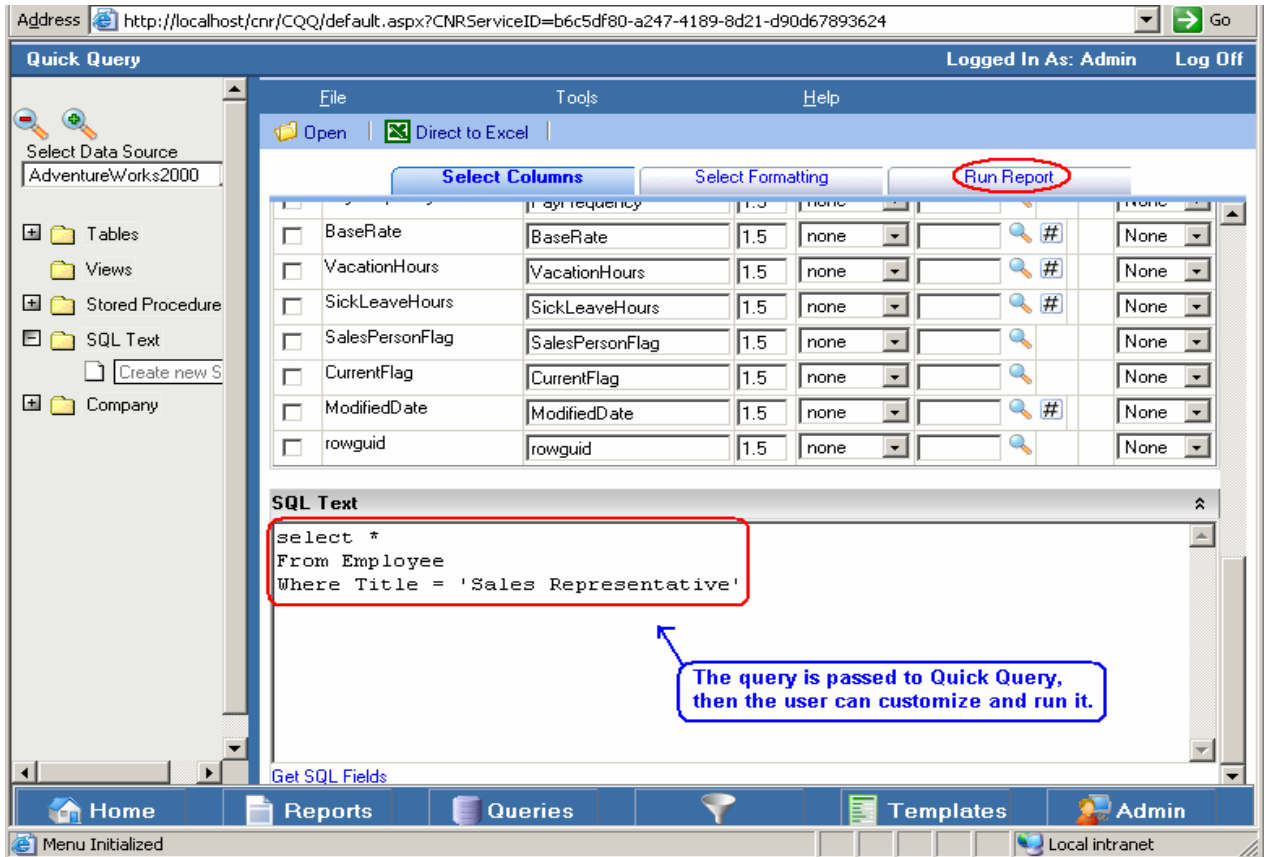 Address http://localhost/cnr/CQQ/default.aspx?CNRServiceID=b6c5df80-a247-4189-8d21-d90d67893624 Go
Quick Query Logged In As: Admin Log Off
File Tools Help
Open Direct to Excel
Select Data Source
AdventureWorks2000
Select Columns Select Formatting Run Report
Tables
Views
Stored Procedure
SQL Text
Create new S
Company
PayFrequency 1.5 none None
BaseRate BaseRate 1.5 none # None
VacationHours VacationHours 1.5 none # None
SickLeaveHours SickLeaveHours 1.5 none # None
SalesPersonFlag SalesPersonFlag 1.5 none None
CurrentFlag CurrentFlag 1.5 none None
ModifiedDate ModifiedDate 1.5 none # None
rowguid rowguid 1.5 none None
SQL Text
select *
From Employee
Where Title = 'Sales Representative'
The query is passed to Quick Query,
then the user can customize and run it.
Get SQL Fields
Home Reports Queries Templates Admin
Menu Initialized Local intranet